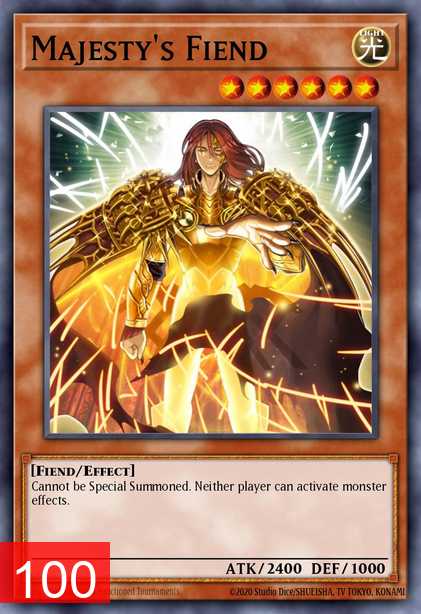 Majesty's Fiend
LIGHT
光
[Fiend/Effect]
Cannot be Special Summoned. Neither player can activate monster
effects.
ATK/2400 DEF/1000
100
Tournaments
©2020 Studio Dice/SHUEISHA, TV TOKYO, KONAMI